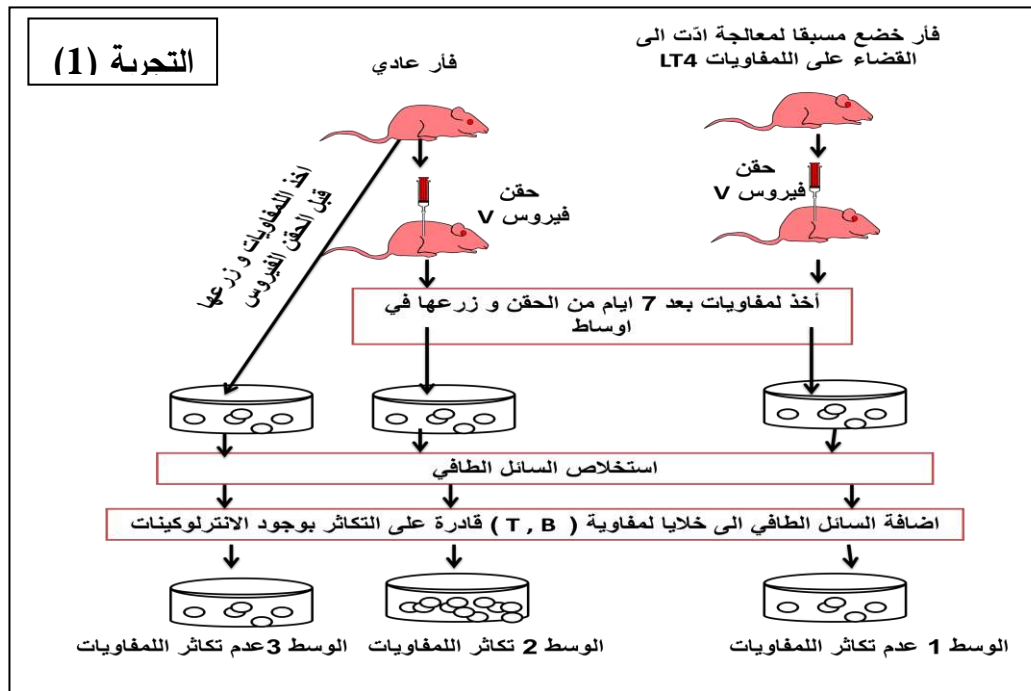 التجربة (1)
فأر خضع مسبقا لمعالجة ادّت الى
القضاء على اللمفاويات LT4
فأر عادي
حقن
فيروس V
حقن
فيروس V
اخذ اللمفاويات و زرعها
قبل الحقن الفيروس
أخذ لمفاويات بعد 7 ايام من الحقن و زرعها في
اوساط
استخلاص السائل الطافي
اضافة السائل الطافي الى خلايا لمفاوية ( T , B ) قادرة على التكاثر بوجود الانترلوكينات
الوسط 1 عدم تكاثر اللمفاويات
الوسط 2 تكاثر اللمفاويات
الوسط 3عدم تكاثر اللمفاويات